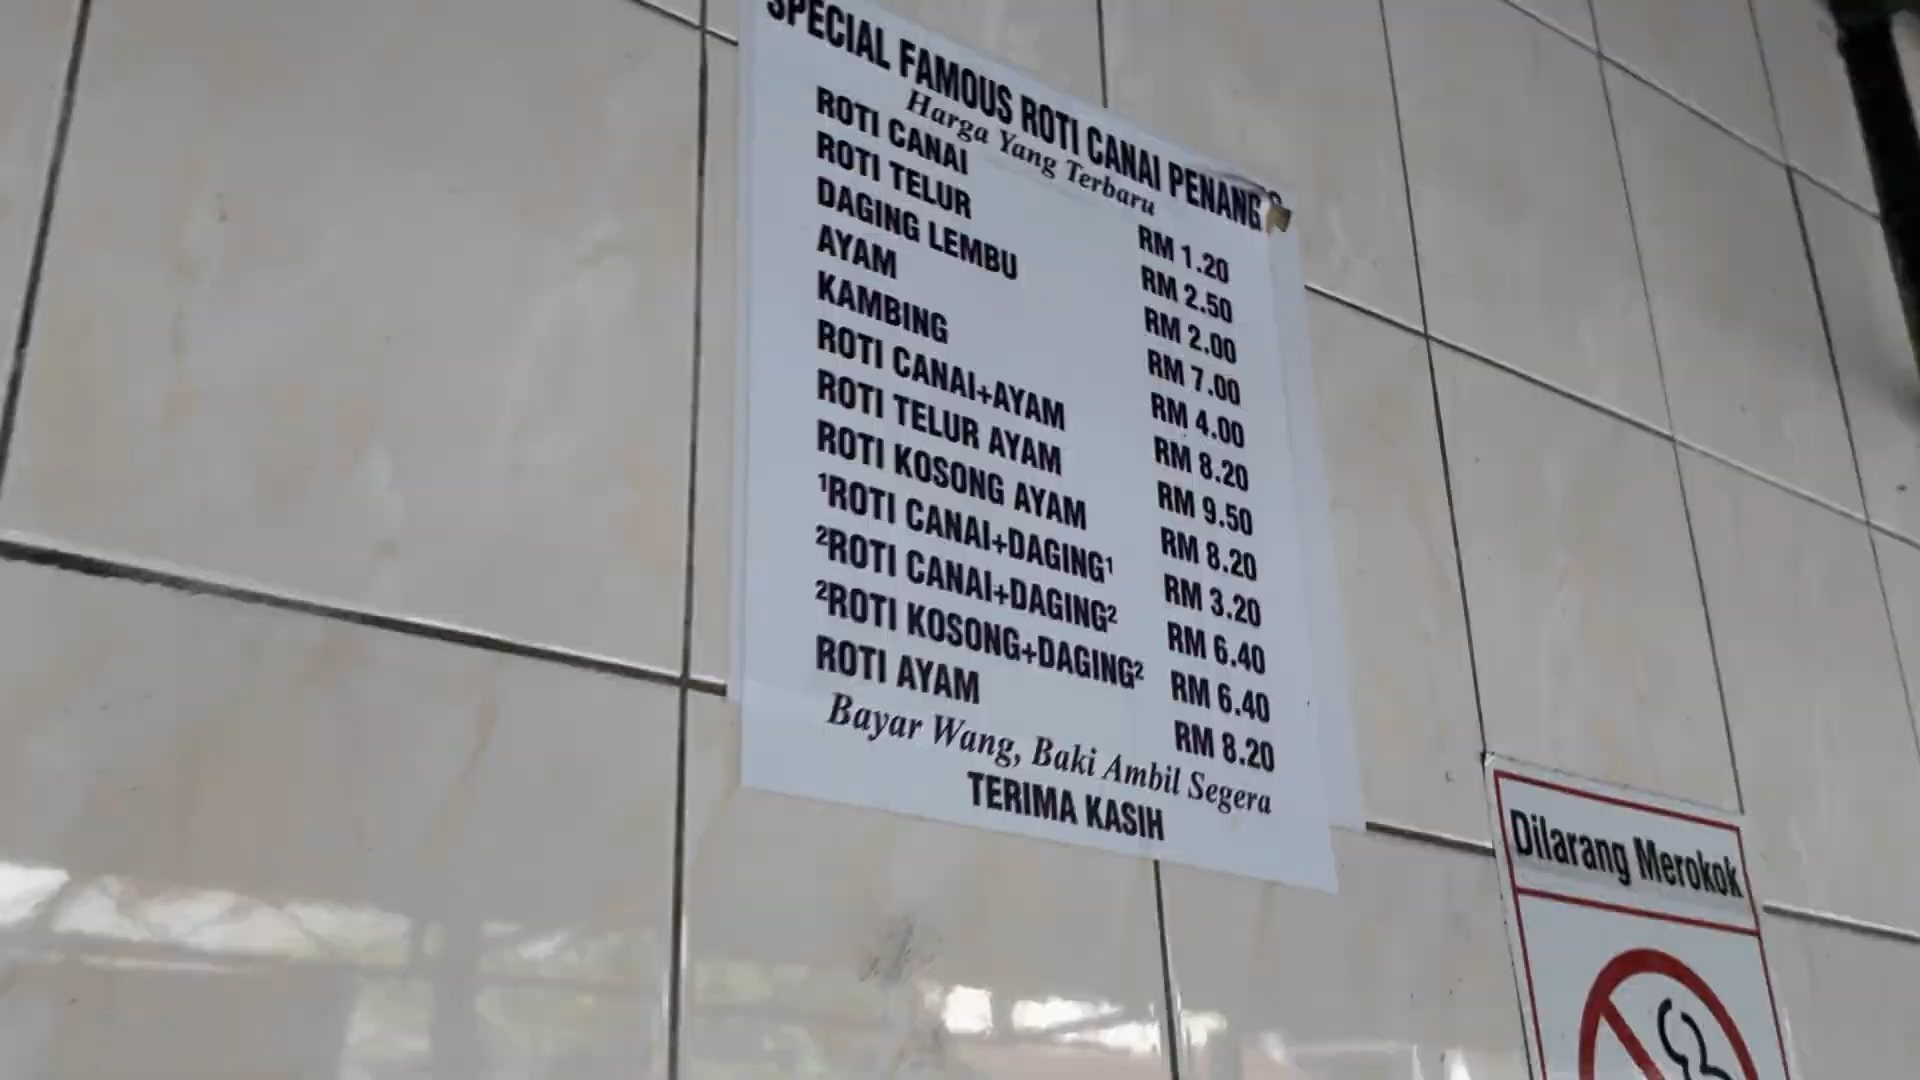 SPECIAL FAMOUS ROTI CANAI PENANG
Harga Yang Terbaru
ROTI CANAI RM 1.20
ROTI TELUR RM 2.50
DAGING LEMBU RM 2.00
AYAM RM 7.00
KAMBING RM 4.00
ROTI CANAI+AYAM RM 8.20
ROTI TELUR AYAM RM 9.50
ROTI KOSONG AYAM RM 8.20
¹ROTI CANAI+DAGING¹ RM 3.20
²ROTI CANAI+DAGING² RM 6.40
²ROTI KOSONG+DAGING² RM 6.40
ROTI AYAM RM 8.20
Bayar Wang, Baki Ambil Segera
TERIMA KASIH
Dilarang Merokok